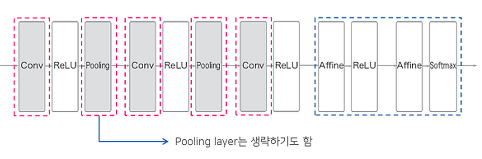 Conv ReLU Pooling Conv ReLU Pooling Conv ReLU Affine ReLU Affine Softmax
Pooling layer는 생략하기도 함